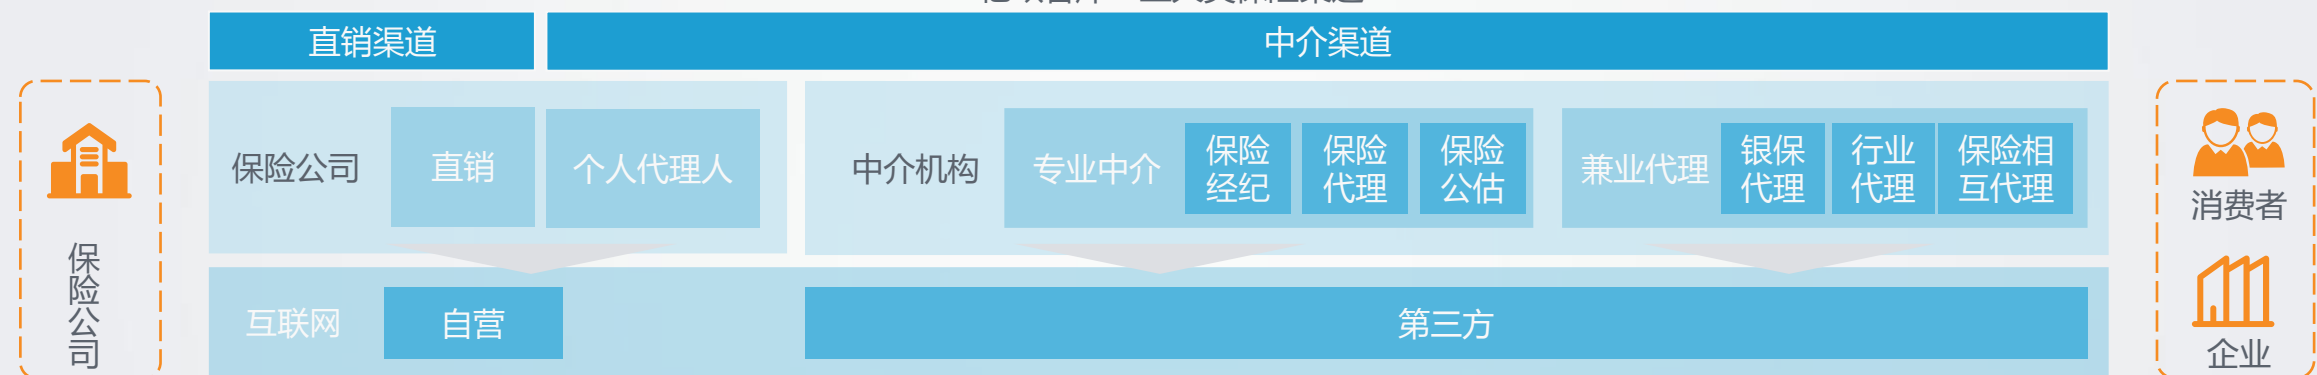 直销渠道
中介渠道
保险公司
直销
个人代理人
中介机构
专业中介
保险
经纪
保险
代理
保险
公估
兼业代理
银保
代理
行业
代理
保险相
互代理
互联网
自营
第三方
保险公司
消费者
企业